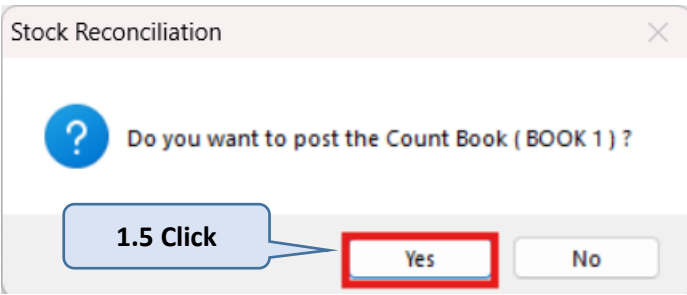 Stock Reconciliation
Do you want to post the Count Book ( BOOK 1 ) ?
1.5 Click
Yes
No